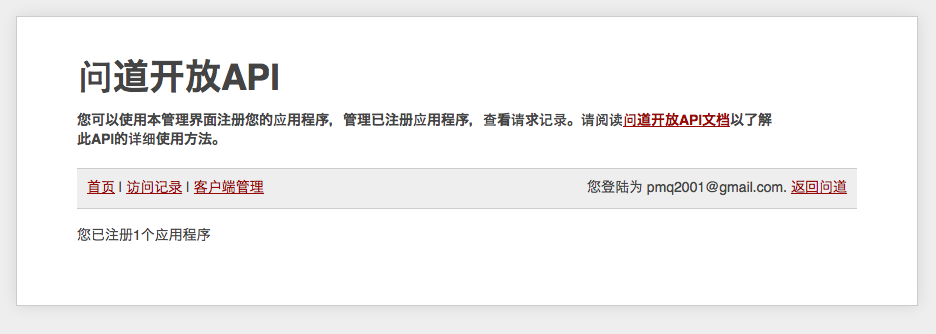 问道开放API
您可以使用本管理界面注册您的应用程序，管理已注册应用程序，查看请求记录。请阅读问道开放API文档以了解
此API的详细使用方法。
首页 | 访问记录 | 客户端管理 您登陆为 pmq2001@gmail.com. 返回问道
您已注册1个应用程序